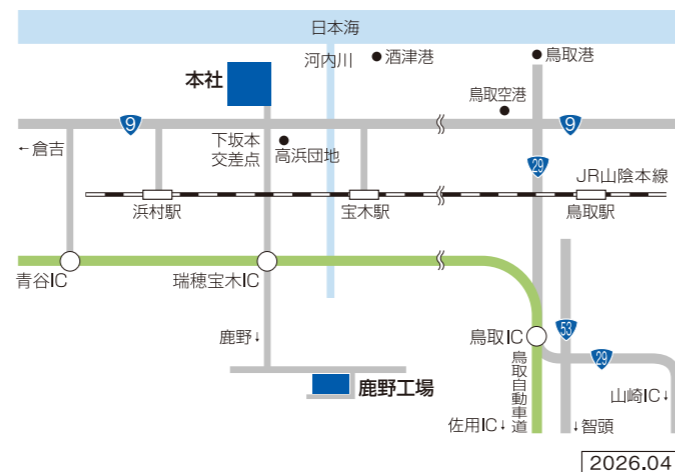 日本海
河内川
酒津港
鳥取港
本社
鳥取空港
9
9
←倉吉
下坂本
交差点
高浜団地
29
JR山陰本線
浜村駅
宝木駅
鳥取駅
青谷IC
瑞穂宝木IC
鹿野↓
鳥取IC
53
29
鹿野工場
鳥取自動車道
山崎IC↓
佐用IC↓
↓智頭
2026.04